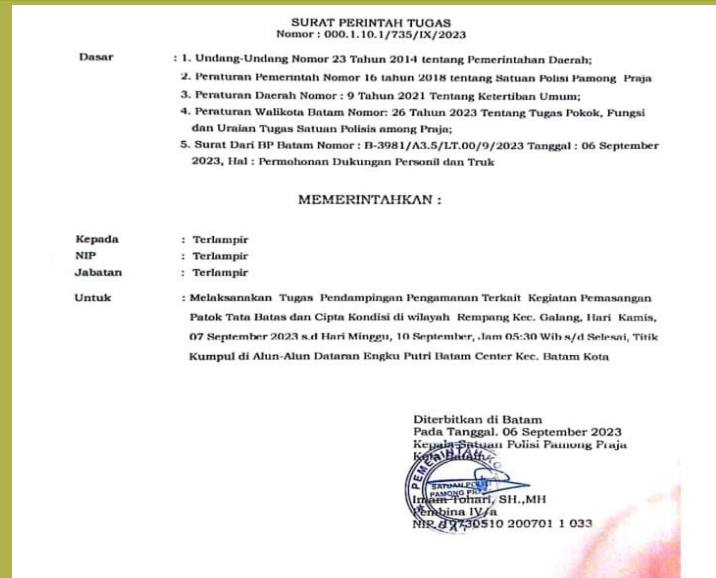 SURAT PERINTAH TUGAS
Nomor : 000.1.10.1/735/IX/2023
Dasar : 1. Undang-Undang Nomor 23 Tahun 2014 tentang Pemerintahan Daerah;
2. Peraturan Pemerintah Nomor 16 tahun 2018 tentang Satuan Polisi Pamong Praja
3. Peraturan Daerah Nomor : 9 Tahun 2021 Tentang Ketertiban Umum;
4. Peraturan Walikota Batam Nomor: 26 Tahun 2023 Tentang Tugas Pokok, Fungsi
dan Uraian Tugas Satuan Polisis among Praja;
5. Surat Dari BP Batam Nomor : B-3981/A3.5/LT.00/9/2023 Tanggal : 06 September
2023, Hal : Permohonan Dukungan Personil dan Truk
MEMERINTAHKAN :
Kepada : Terlampir
NIP : Terlampir
Jabatan : Terlampir
Untuk : Melaksanakan Tugas Pendampingan Pengamanan Terkait Kegiatan Pemasangan
Patok Tata Batas dan Cipta Kondisi di wilayah Rempang Kec. Galang, Hari Kamis,
07 September 2023 s.d Hari Minggu, 10 September, Jam 05:30 Wib s/d Selesai, Titik
Kumpul di Alun-Alun Dataran Engku Putri Batam Center Kec. Batam Kota
Diterbitkan di Batam
Pada Tanggal. 06 September 2023
Kepala Satuan Polisi Pamong Praja
Kota Batam
PEMERINTAH KO
SATUAN POLISI
PAMONG PRAJA
Imam Tohari, SH.,MH
Pembina IV/a
NIP. 19730510 200701 1 033